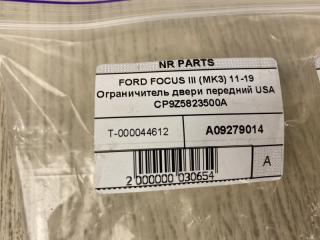 NR PARTS
FORD FOCUS III (MK3) 11-19
Ограничитель двери передний USA
CP9Z5823500A
T-000044612
A09279014
2 000000 030654
A